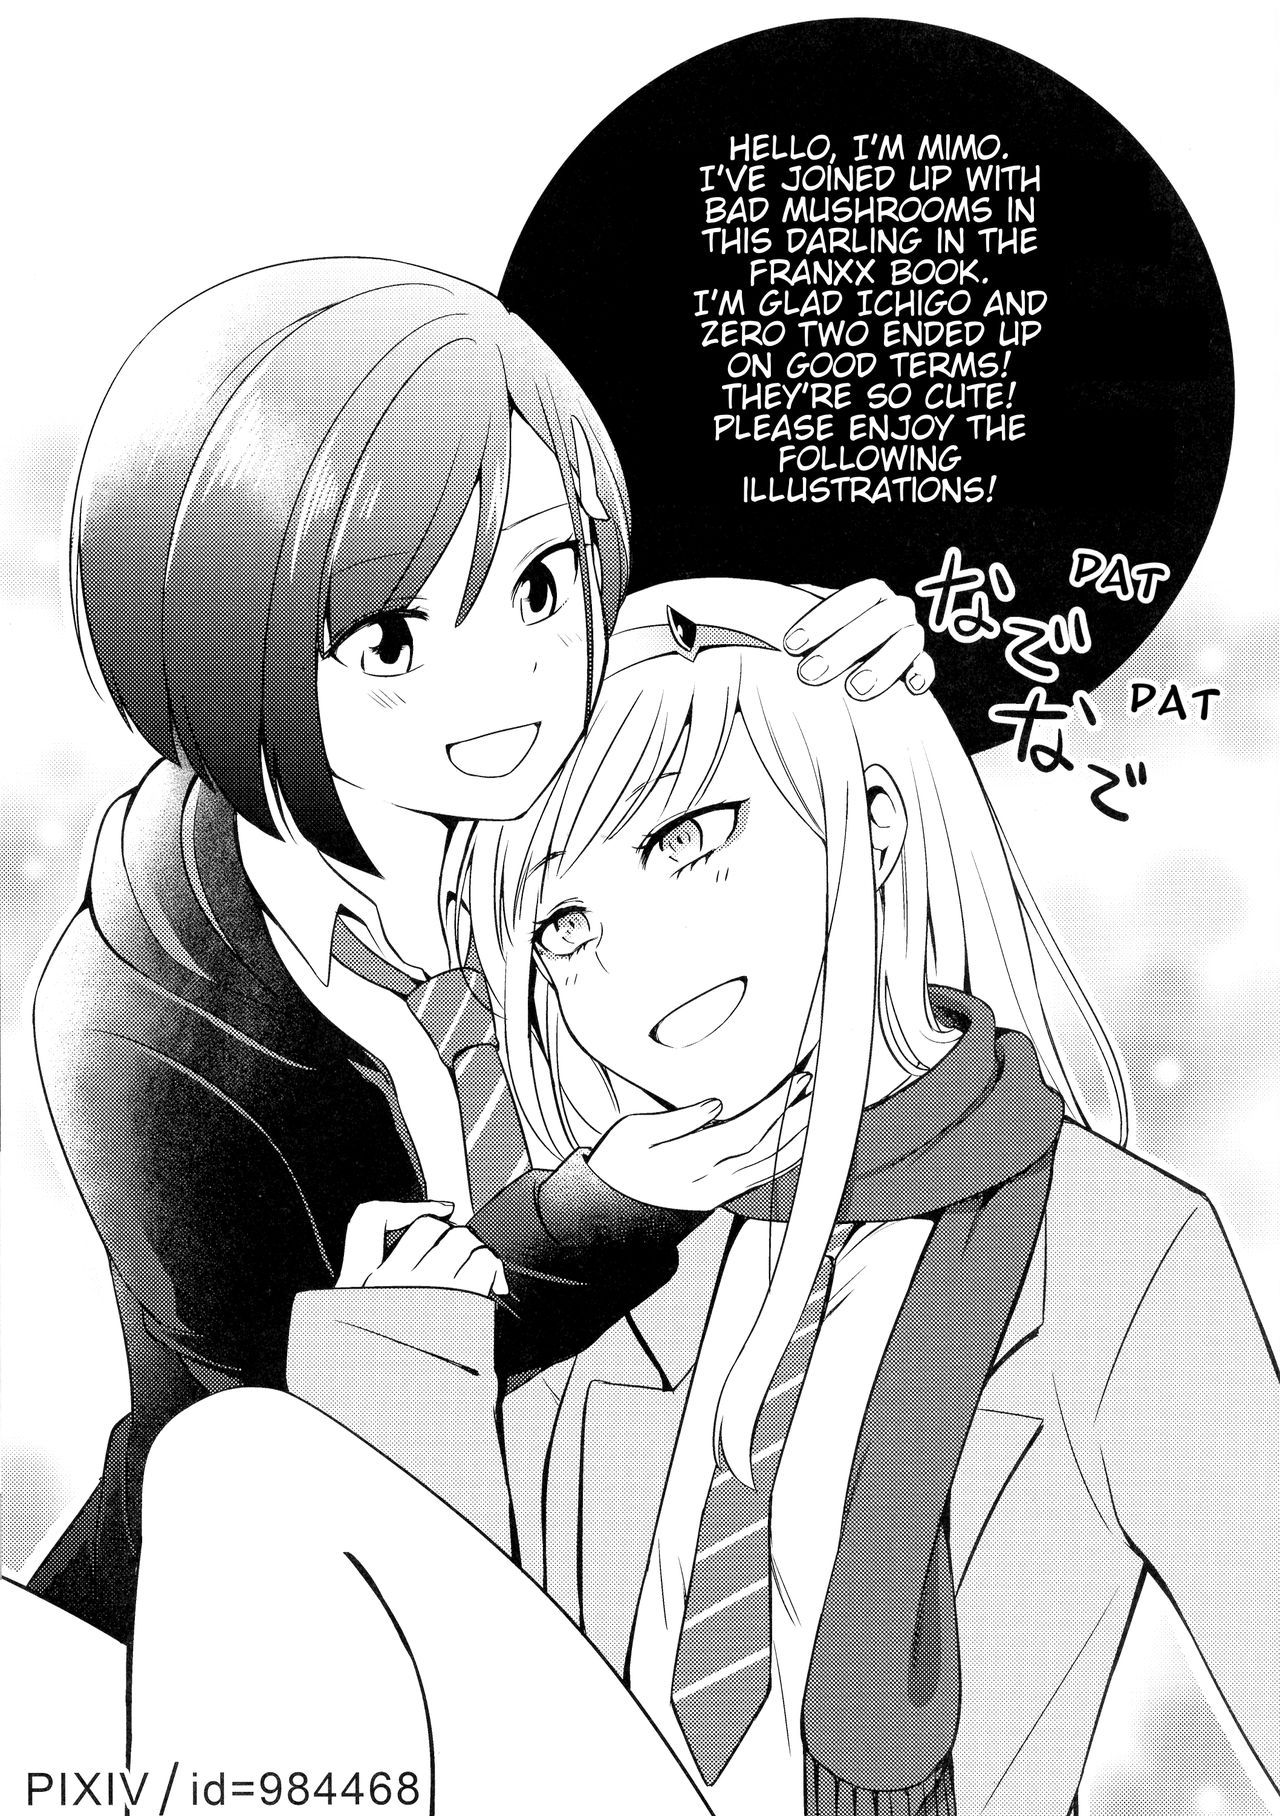 HELLO, I'M MIMO.
I'VE JOINED UP WITH
BAD MUSHROOMS IN
THIS DARLING IN THE
FRANXX BOOK.
I'M GLAD ICHIGO AND
ZERO TWO ENDED UP
ON GOOD TERMS!
THEY'RE SO CUTE!
PLEASE ENJOY THE
FOLLOWING
ILLUSTRATIONS!
なでなで
PAT
PAT
PIXIV/id=984468